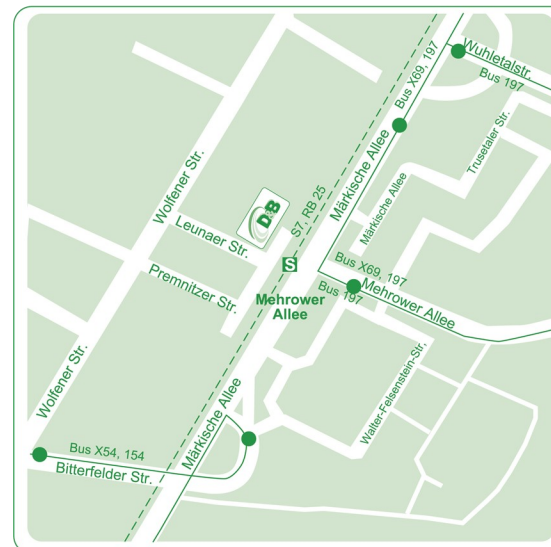 Wuhletalstr.
Bus 197
Bus X69, 197
Trusetaler Str.
Märkische Allee
Märkische Allee
Wolfener Str.
D&B
Leunaer Str.
S7, RB 25
S
Mehrower
Allee
Premnitzer Str.
Bus X69, 197
Bus 197
Mehrower Allee
Walter-Felsenstein-Str,
Wolfener Str.
Märkische Allee
Bus X54, 154
Bitterfelder Str.